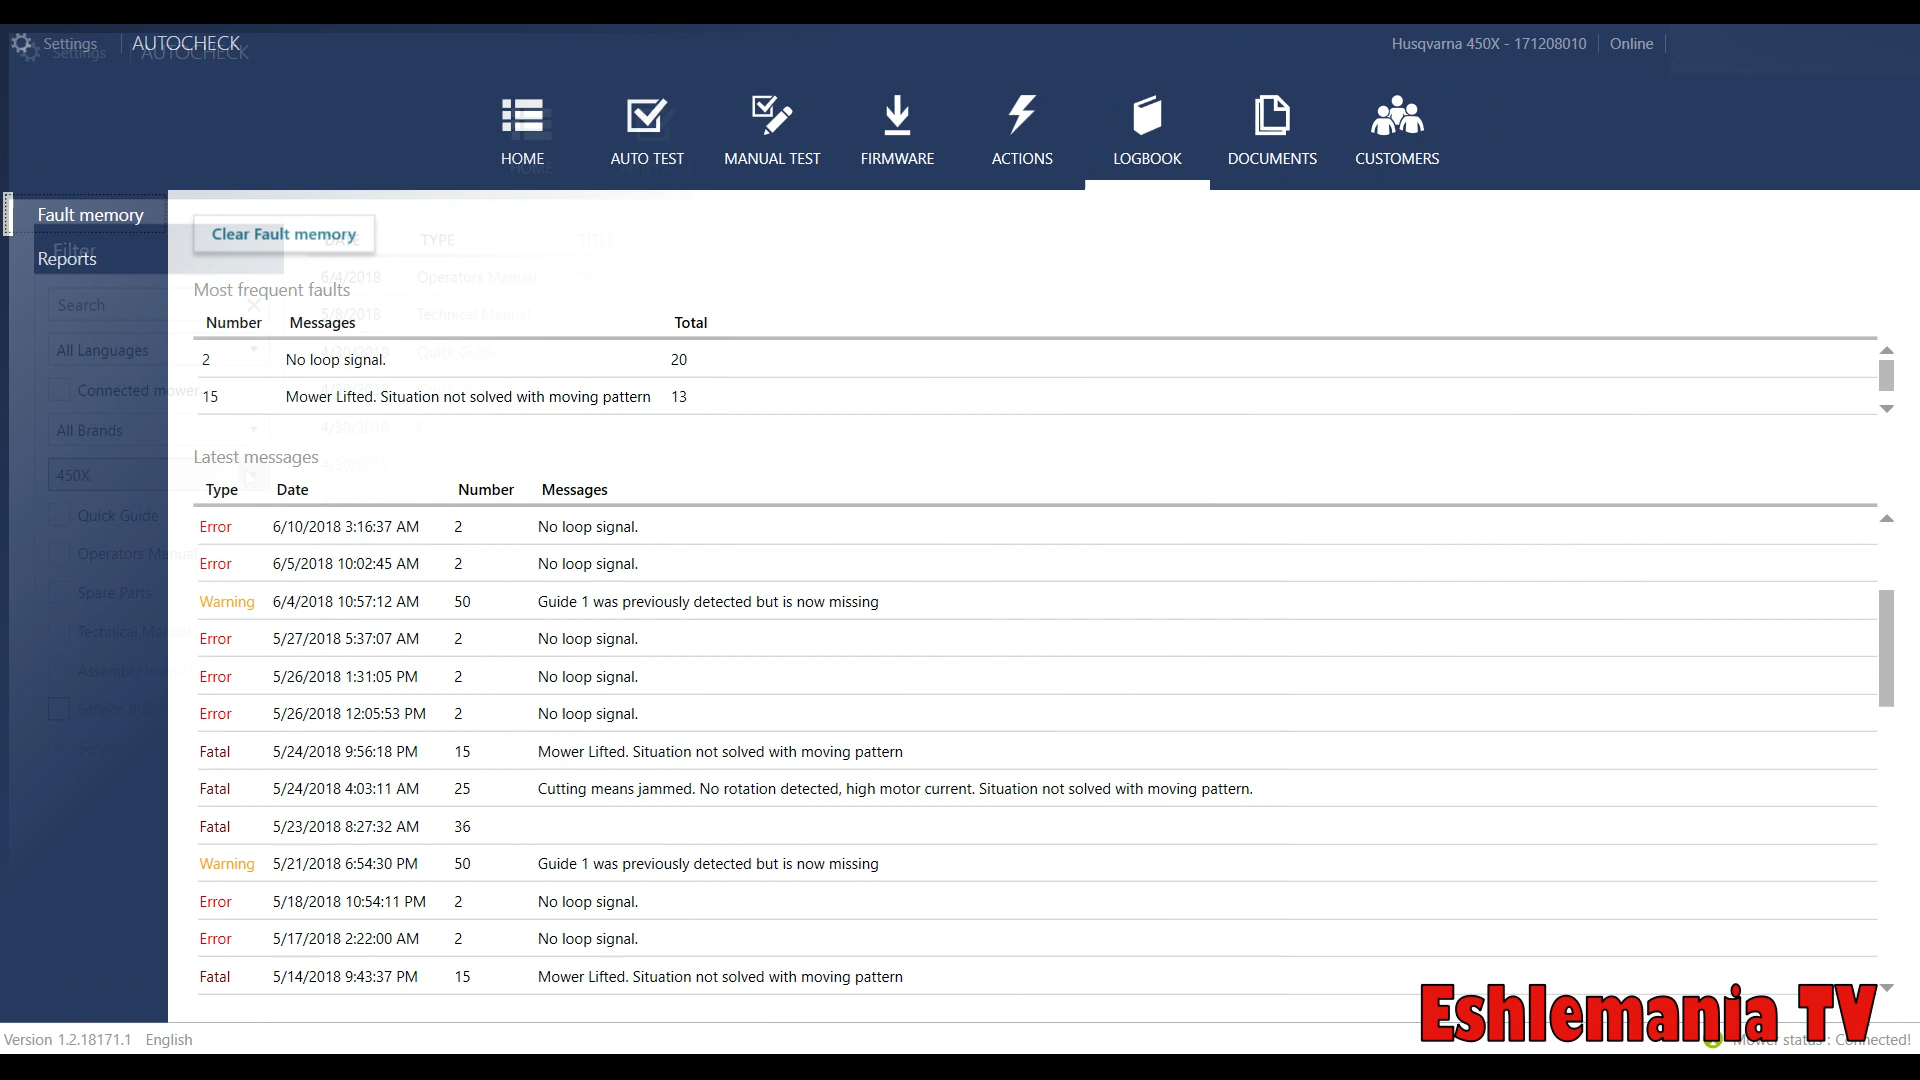 Settings AUTOCHECK Husqvarna 450X - 171208010 Online
Settings AUTOCHECK
HOME AUTO TEST MANUAL TEST FIRMWARE ACTIONS LOGBOOK DOCUMENTS CUSTOMERS
HOME
Fault memory
Reports
Filter
Search
All Languages
Connected mower
All Brands
450X
Quick Guide
Operators Manual
Spare Parts
Technical Manual
Clear Fault memory
DATE TYPE TITLE
6/4/2018 Operators Manual
5/8/2018 Technical Manual
Quick Guide
4/30/2018
4/30/2018
Most frequent faults
Number Messages Total
2 No loop signal. 20
15 Mower Lifted. Situation not solved with moving pattern 13
Latest messages
Type Date Number Messages
Error 6/10/2018 3:16:37 AM 2 No loop signal.
Error 6/5/2018 10:02:45 AM 2 No loop signal.
Warning 6/4/2018 10:57:12 AM 50 Guide 1 was previously detected but is now missing
Error 5/27/2018 5:37:07 AM 2 No loop signal.
Error 5/26/2018 1:31:05 PM 2 No loop signal.
Error 5/26/2018 12:05:53 PM 2 No loop signal.
Fatal 5/24/2018 9:56:18 PM 15 Mower Lifted. Situation not solved with moving pattern
Fatal 5/24/2018 4:03:11 AM 25 Cutting means jammed. No rotation detected, high motor current. Situation not solved with moving pattern.
Fatal 5/23/2018 8:27:32 AM 36
Warning 5/21/2018 6:54:30 PM 50 Guide 1 was previously detected but is now missing
Error 5/18/2018 10:54:11 PM 2 No loop signal.
Error 5/17/2018 2:22:00 AM 2 No loop signal.
Fatal 5/14/2018 9:43:37 PM 15 Mower Lifted. Situation not solved with moving pattern
Eshlemania TV
Version 1.2.18171.1 English Mower status : Connected!